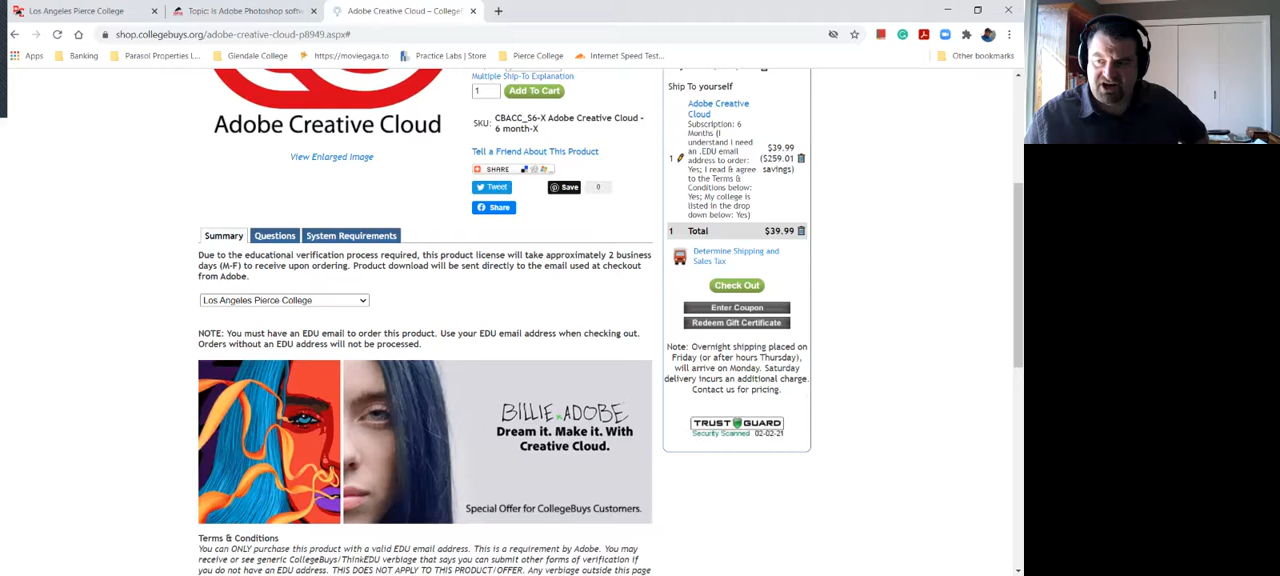 Los Angeles Pierce College
Topic: Is Adobe Photoshop softw
Adobe Creative Cloud – College
shop.collegebuys.org/adobe-creative-cloud-p8949.aspx#
Apps
Banking
Parasol Properties L...
Glendale College
https://moviegaga.to
Practice Labs | Store
Pierce College
Internet Speed Test...
Other bookmarks
Adobe Creative Cloud
View Enlarged Image
Multiple Ship-To Explanation
1
Add To Cart
SKU:
CBACC_S6-X Adobe Creative Cloud -
6 month-X
Tell a Friend About This Product
SHARE
Tweet
Save
0
Share
Summary
Questions
System Requirements
Due to the educational verification process required, this product license will take approximately 2 business
days (M-F) to receive upon ordering. Product download will be sent directly to the email used at checkout
from Adobe.
Los Angeles Pierce College
NOTE: You must have an EDU email to order this product. Use your EDU email address when checking out.
Orders without an EDU address will not be processed.
BILLIE x ADOBE
Dream it. Make it. With
Creative Cloud.
Special Offer for CollegeBuys Customers.
Terms & Conditions
You can ONLY purchase this product with a valid EDU email address. This is a requirement by Adobe. You may
receive or see generic CollegeBuys/ThinkEDU verbiage that says you can submit other forms of verification if
you do not have an EDU address. THIS DOES NOT APPLY TO THIS PRODUCT/OFFER. Any verbiage outside this page
Ship To yourself
1
Adobe Creative
Cloud
Subscription: 6
Months (I
understand I need
an .EDU email
address to order:
Yes; I read & agree
to the Terms &
Conditions below:
Yes; My college is
listed in the drop
down below: Yes)
$39.99
($259.01
savings)
1 Total $39.99
Determine Shipping and
Sales Tax
Check Out
Enter Coupon
Redeem Gift Certificate
Note: Overnight shipping placed on
Friday (or after hours Thursday),
will arrive on Monday. Saturday
delivery incurs an additional charge.
Contact us for pricing.
TRUST GUARD
Security Scanned 02-02-21